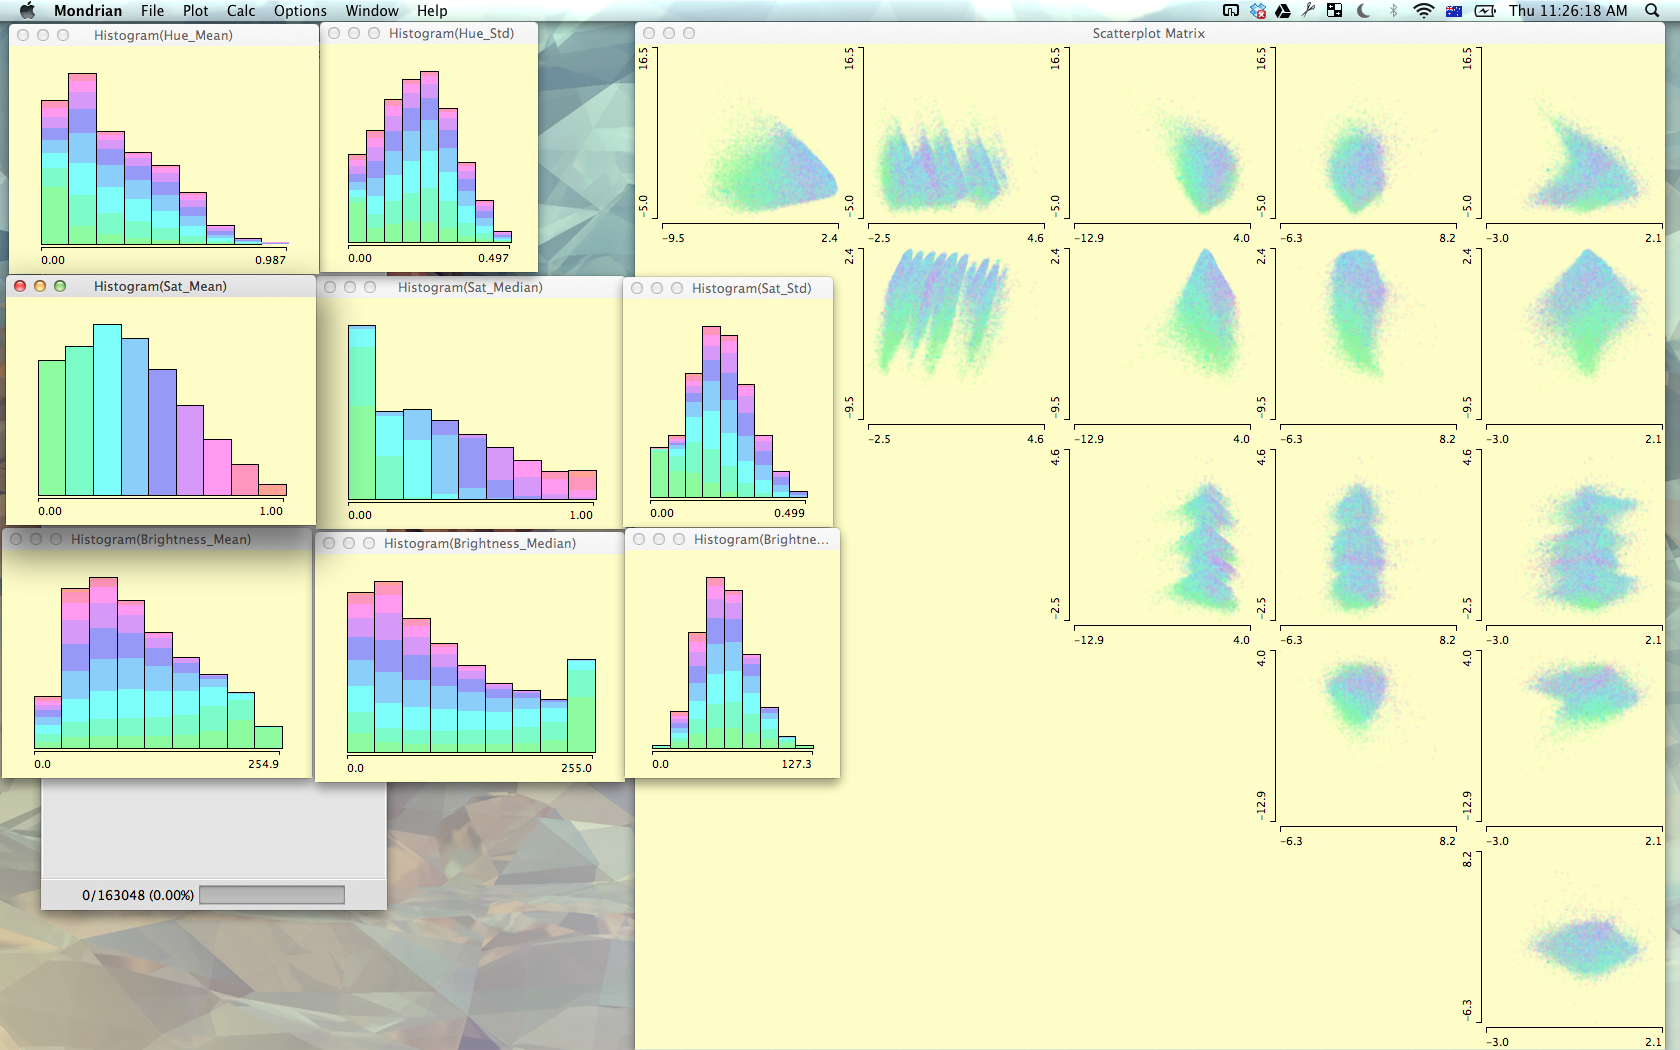 Mondrian File Plot Calc Options Window Help Thu 11:26:18 AM
Histogram(Hue_Mean)
0.00 0.987
Histogram(Hue_Std)
0.00 0.497
Histogram(Sat_Mean)
0.00 1.00
Histogram(Sat_Median)
0.00 1.00
Histogram(Sat_Std)
0.00 0.499
Histogram(Brightness_Mean)
0.0 254.9
Histogram(Brightness_Median)
0.0 255.0
Histogram(Brightne...
0.0 127.3
0/163048 (0.00%)
Scatterplot Matrix
16.5 16.5 16.5 16.5 16.5
−5.0 −5.0 −5.0 −5.0 −5.0
−9.5 2.4 −2.5 4.6 −12.9 4.0 −6.3 8.2 −3.0 2.1
2.4 2.4 2.4 2.4
−9.5 −9.5 −9.5 −9.5
−2.5 4.6 −12.9 4.0 −6.3 8.2 −3.0 2.1
4.6 4.6 4.6
−2.5 −2.5 −2.5
−12.9 4.0 −6.3 8.2 −3.0 2.1
4.0 4.0
−12.9 −12.9
−6.3 8.2 −3.0 2.1
8.2
−6.3
−3.0 2.1